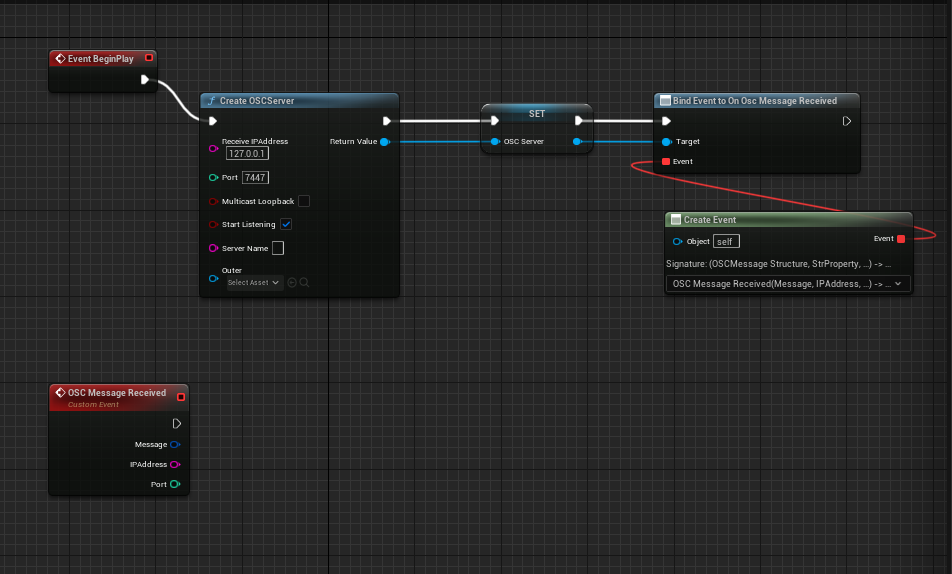 Event BeginPlay
Create OSCServer
Receive IPAddress
127.0.0.1
Return Value
Port 7447
Multicast Loopback
Start Listening
Server Name
Outer
Select Asset
SET
OSC Server
Bind Event to On Osc Message Received
Target
Event
Create Event
Object self
Event
Signature: (OSCMessage Structure, StrProperty, ...) -> ...
OSC Message Received(Message, IPAddress, ...) -> ...
OSC Message Received
Custom Event
Message
IPAddress
Port